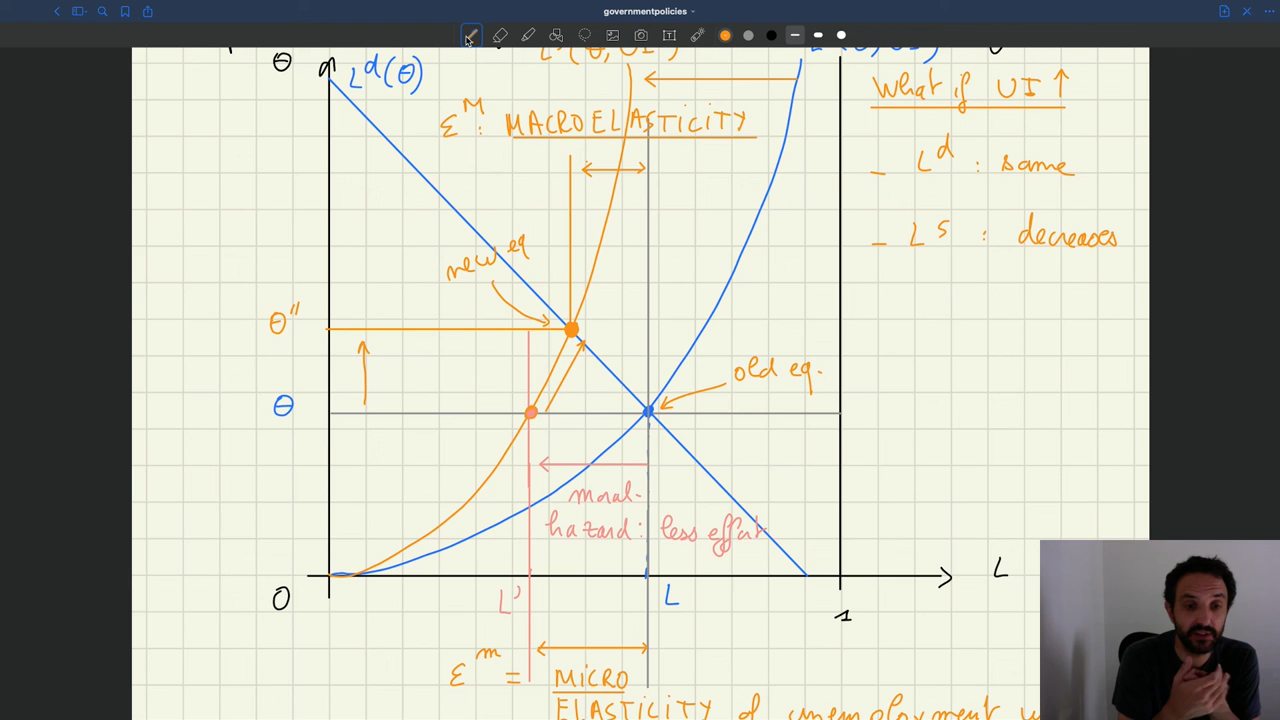 governmentpolicies
Θ
L^d(Θ)
What if UI ↑
ε^M : MACROELASTICITY
_ L^d : same
_ L^s : decreases
new eq
Θ"
old eq.
Θ
moral-
hazard: less effort
L
O
L'
L
1
ε^m = MICRO
ELASTICITY of unemployment